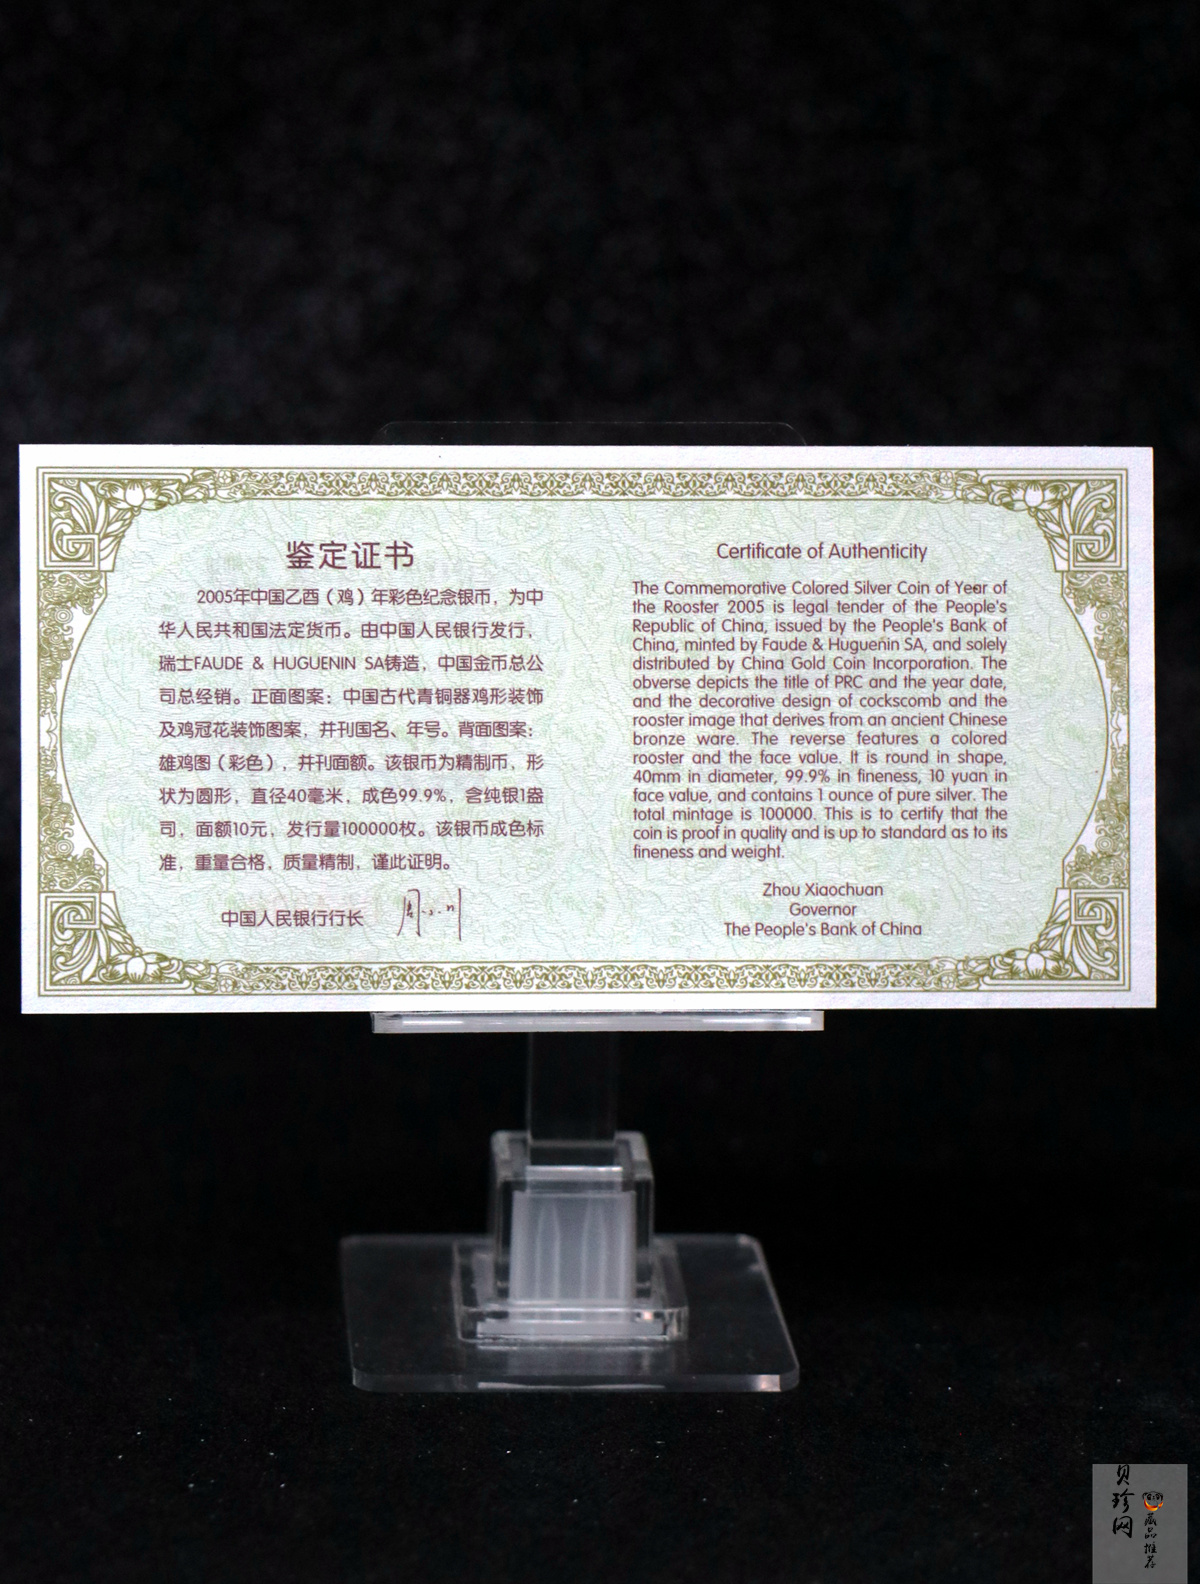 鉴定证书
2005年中国乙酉（鸡）年彩色纪念银币，为中
华人民共和国法定货币。由中国人民银行发行，
瑞士FAUDE & HUGUENIN SA铸造，中国金币总公
司总经销。正面图案：中国古代青铜器鸡形装饰
及鸡冠花装饰图案，并刊国名、年号。背面图案：
雄鸡图（彩色），并刊面额。该银币为精制币，形
状为圆形，直径40毫米，成色99.9%，含纯银1盎
司，面额10元，发行量100000枚。该银币成色标
准，重量合格，质量精制，谨此证明。
中国人民银行行长
Certificate of Authenticity
The Commemorative Colored Silver Coin of Year of
the Rooster 2005 is legal tender of the People's
Republic of China, issued by the People's Bank of
China, minted by Faude & Huguenin SA, and solely
distributed by China Gold Coin Incorporation. The
obverse depicts the title of PRC and the year date,
and the decorative design of cockscomb and the
rooster image that derives from an ancient Chinese
bronze ware. The reverse features a colored
rooster and the face value. It is round in shape,
40mm in diameter, 99.9% in fineness, 10 yuan in
face value, and contains 1 ounce of pure silver. The
total mintage is 100000. This is to certify that the
coin is proof in quality and is up to standard as to its
fineness and weight.
Zhou Xiaochuan
Governor
The People's Bank of China
贝珍网
藏品推荐